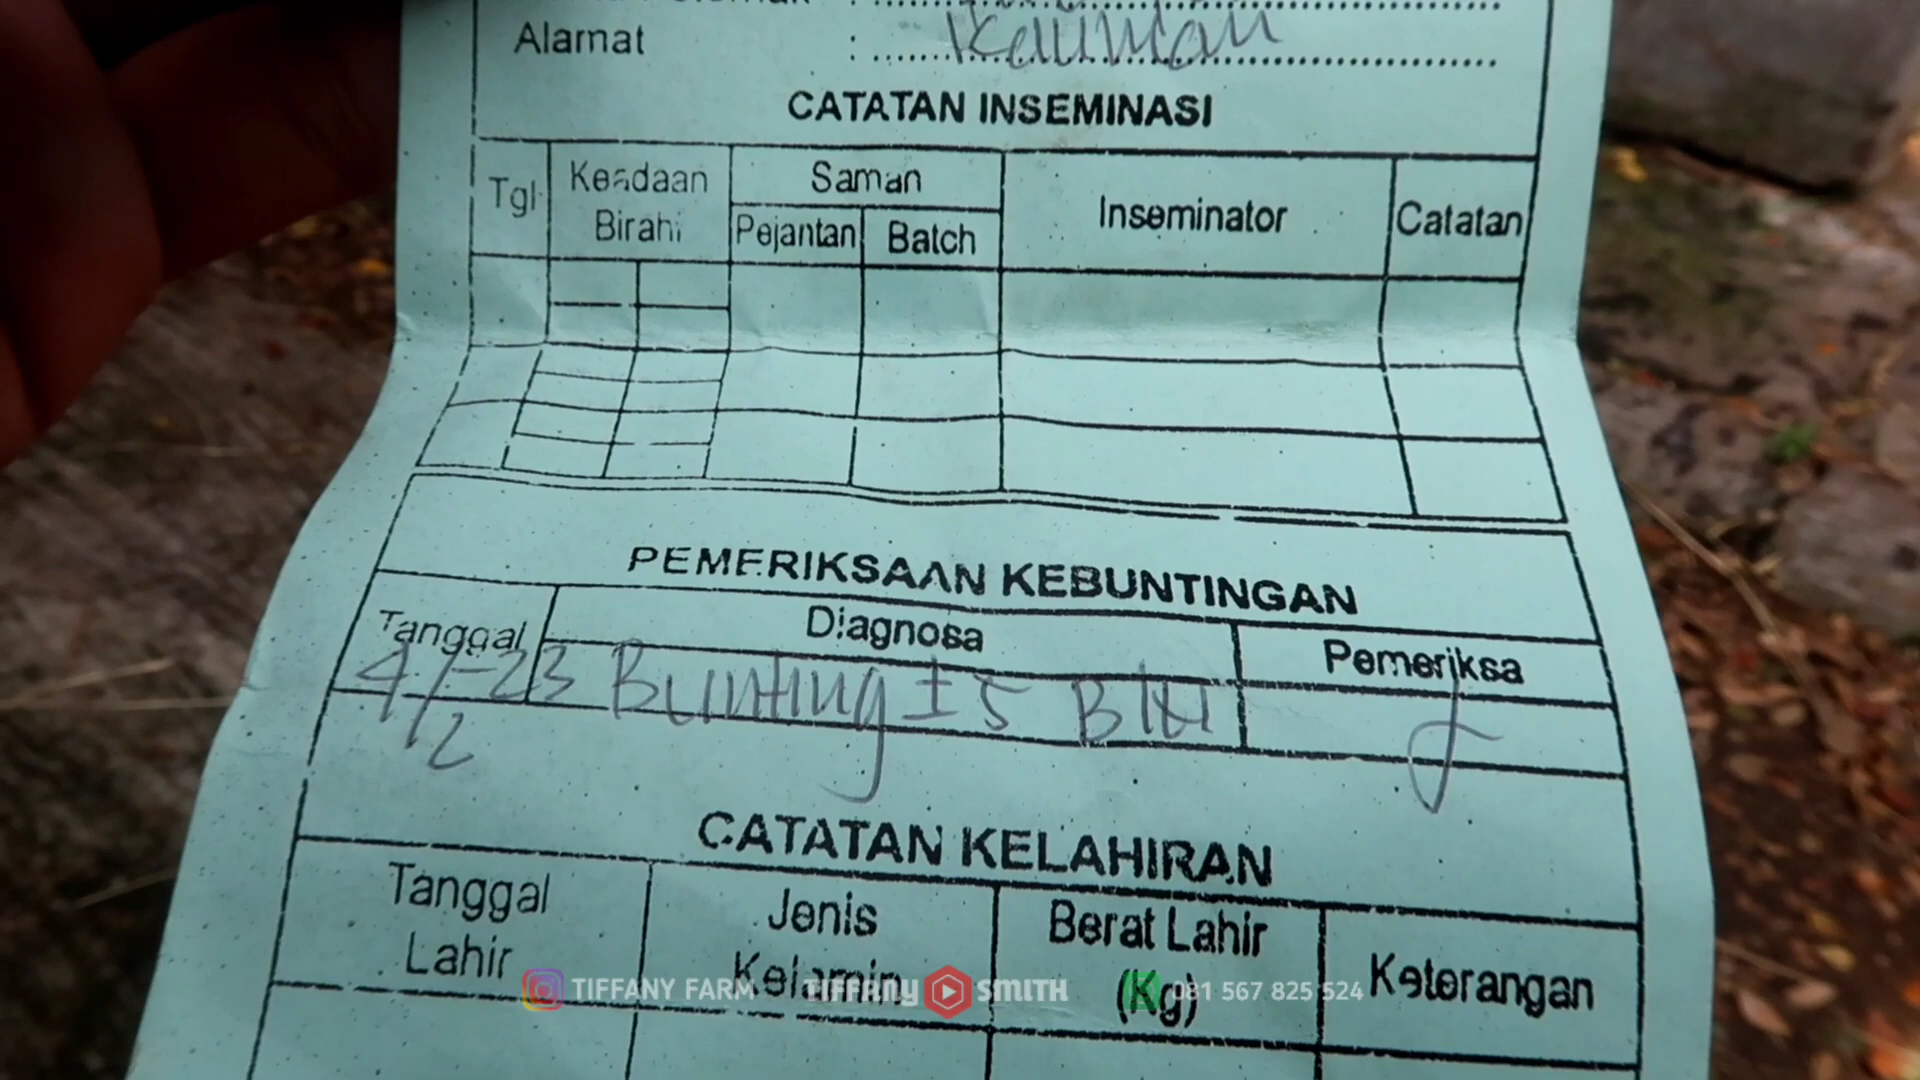 Alamat : Kauman
CATATAN INSEMINASI
Tgl Keadaan Birahi Saman Inseminator Catatan
Pejantan Batch
PEMERIKSAAN KEBUNTINGAN
Tanggal Diagnosa Pemeriksa
4/2-23 Bunting ± 5 Bln
CATATAN KELAHIRAN
Tanggal Lahir Jenis Kelamin Berat Lahir (Kg) Keterangan
TIFFANY FARM Tiffany SMITH 081 567 825 524